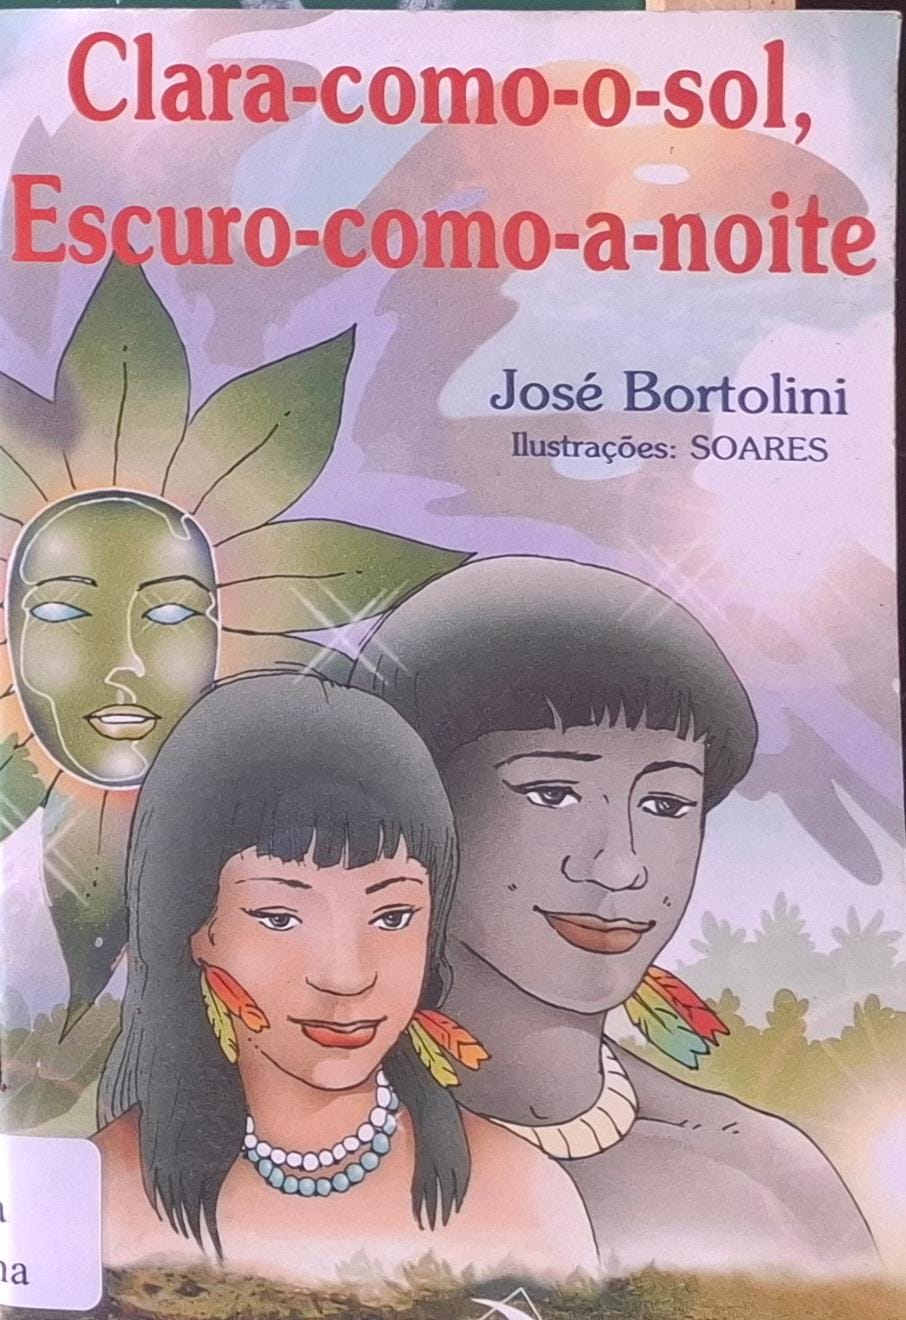 Clara-como-o-sol,
Escuro-como-a-noite
José Bortolini
Ilustrações: SOARES